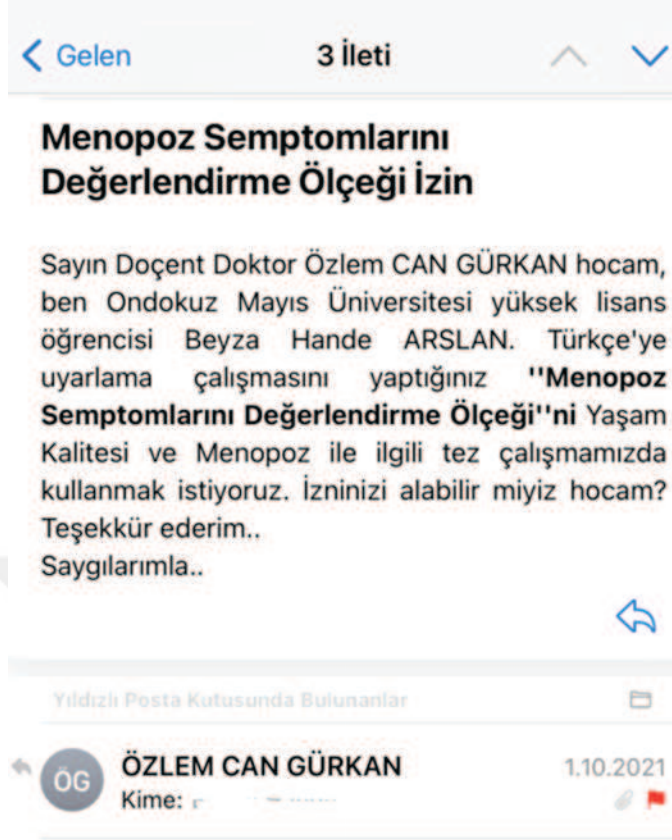 Gelen
3 İleti
Menopoz Semptomlarını
Değerlendirme Ölçeği İzin
Sayın Doçent Doktor Özlem CAN GÜRKAN hocam,
ben Ondokuz Mayıs Üniversitesi yüksek lisans
öğrencisi Beyza Hande ARSLAN. Türkçe'ye
uyarlama çalışmasını yaptığınız ''Menopoz
Semptomlarını Değerlendirme Ölçeği''ni Yaşam
Kalitesi ve Menopoz ile ilgili tez çalışmamızda
kullanmak istiyoruz. İzninizi alabilir miyiz hocam?
Teşekkür ederim..
Saygılarımla..
Yıldızlı Posta Kutusunda Bulunanlar
ÖG
ÖZLEM CAN GÜRKAN
1.10.2021
Kime: